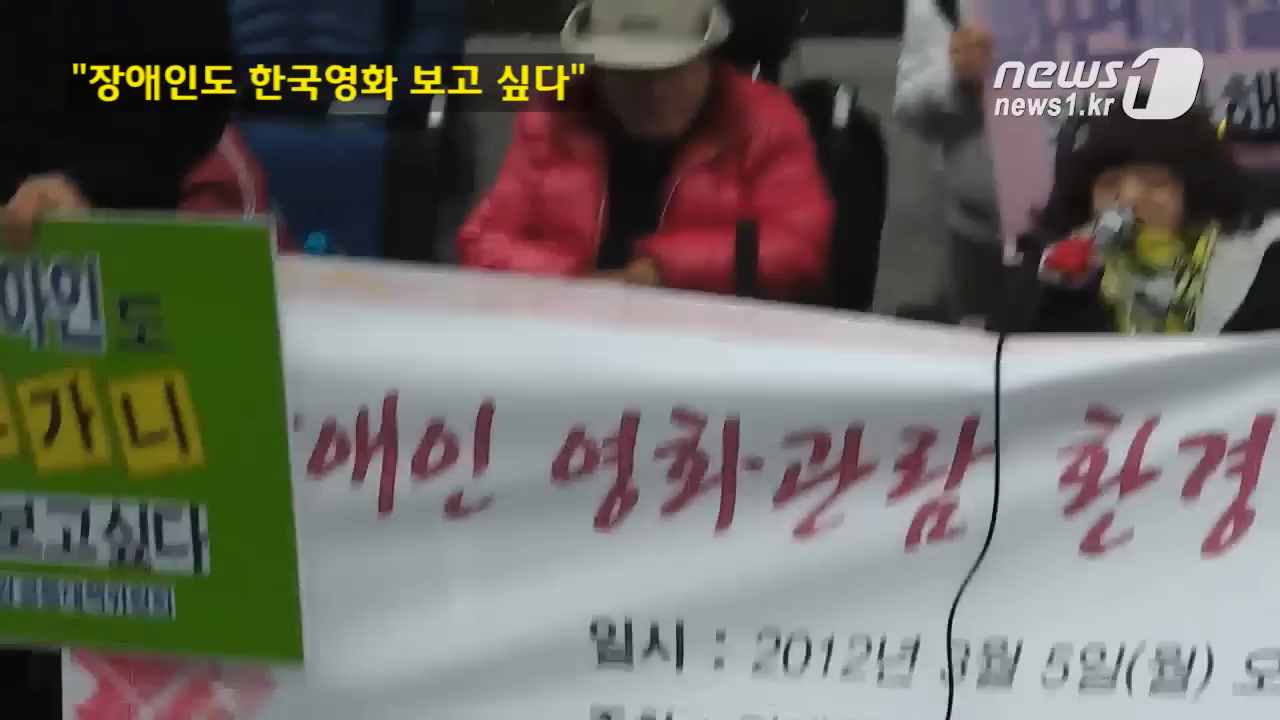 "장애인도 한국영화 보고 싶다"
news1
news1.kr
해
애인도
가니
보고싶다
애인 영화관람 환경
일시 : 2012년 3월 5일(월) 오